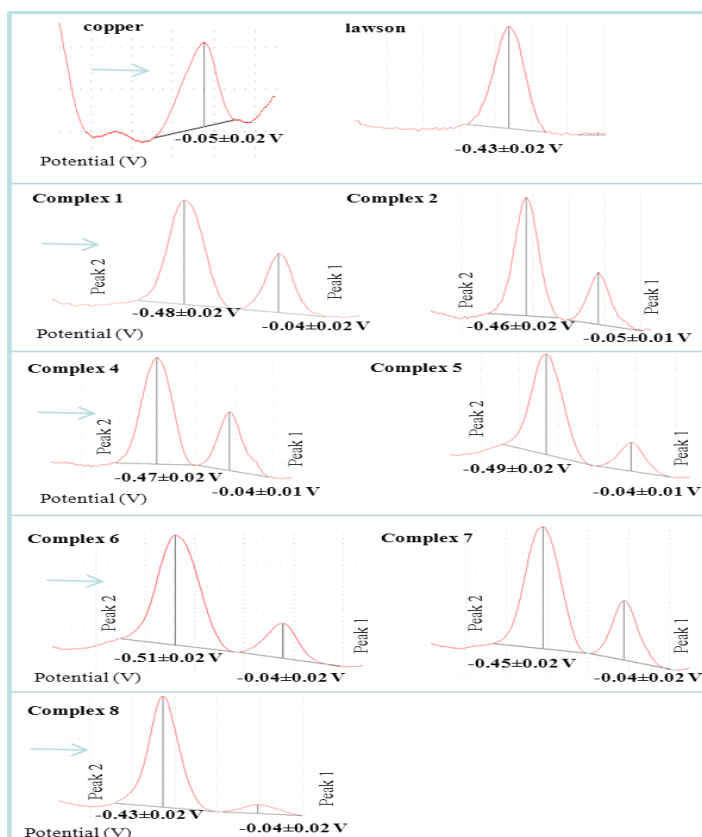 copper
lawson
-0.05±0.02 V
-0.43±0.02 V
Potential (V)
Complex 1
Complex 2
Peak 2
Peak 1
Peak 2
Peak 1
-0.48±0.02 V
-0.04±0.02 V
-0.46±0.02 V
-0.05±0.01 V
Potential (V)
Complex 4
Complex 5
Peak 2
Peak 1
Peak 2
Peak 1
-0.47±0.02 V
-0.04±0.01 V
-0.49±0.02 V
-0.04±0.01 V
Potential (V)
Complex 6
Complex 7
Peak 2
Peak 1
Peak 2
Peak 1
-0.51±0.02 V
-0.04±0.02 V
-0.45±0.02 V
-0.04±0.02 V
Potential (V)
Complex 8
Peak 2
Peak 1
-0.43±0.02 V
-0.04±0.02 V
Potential (V)